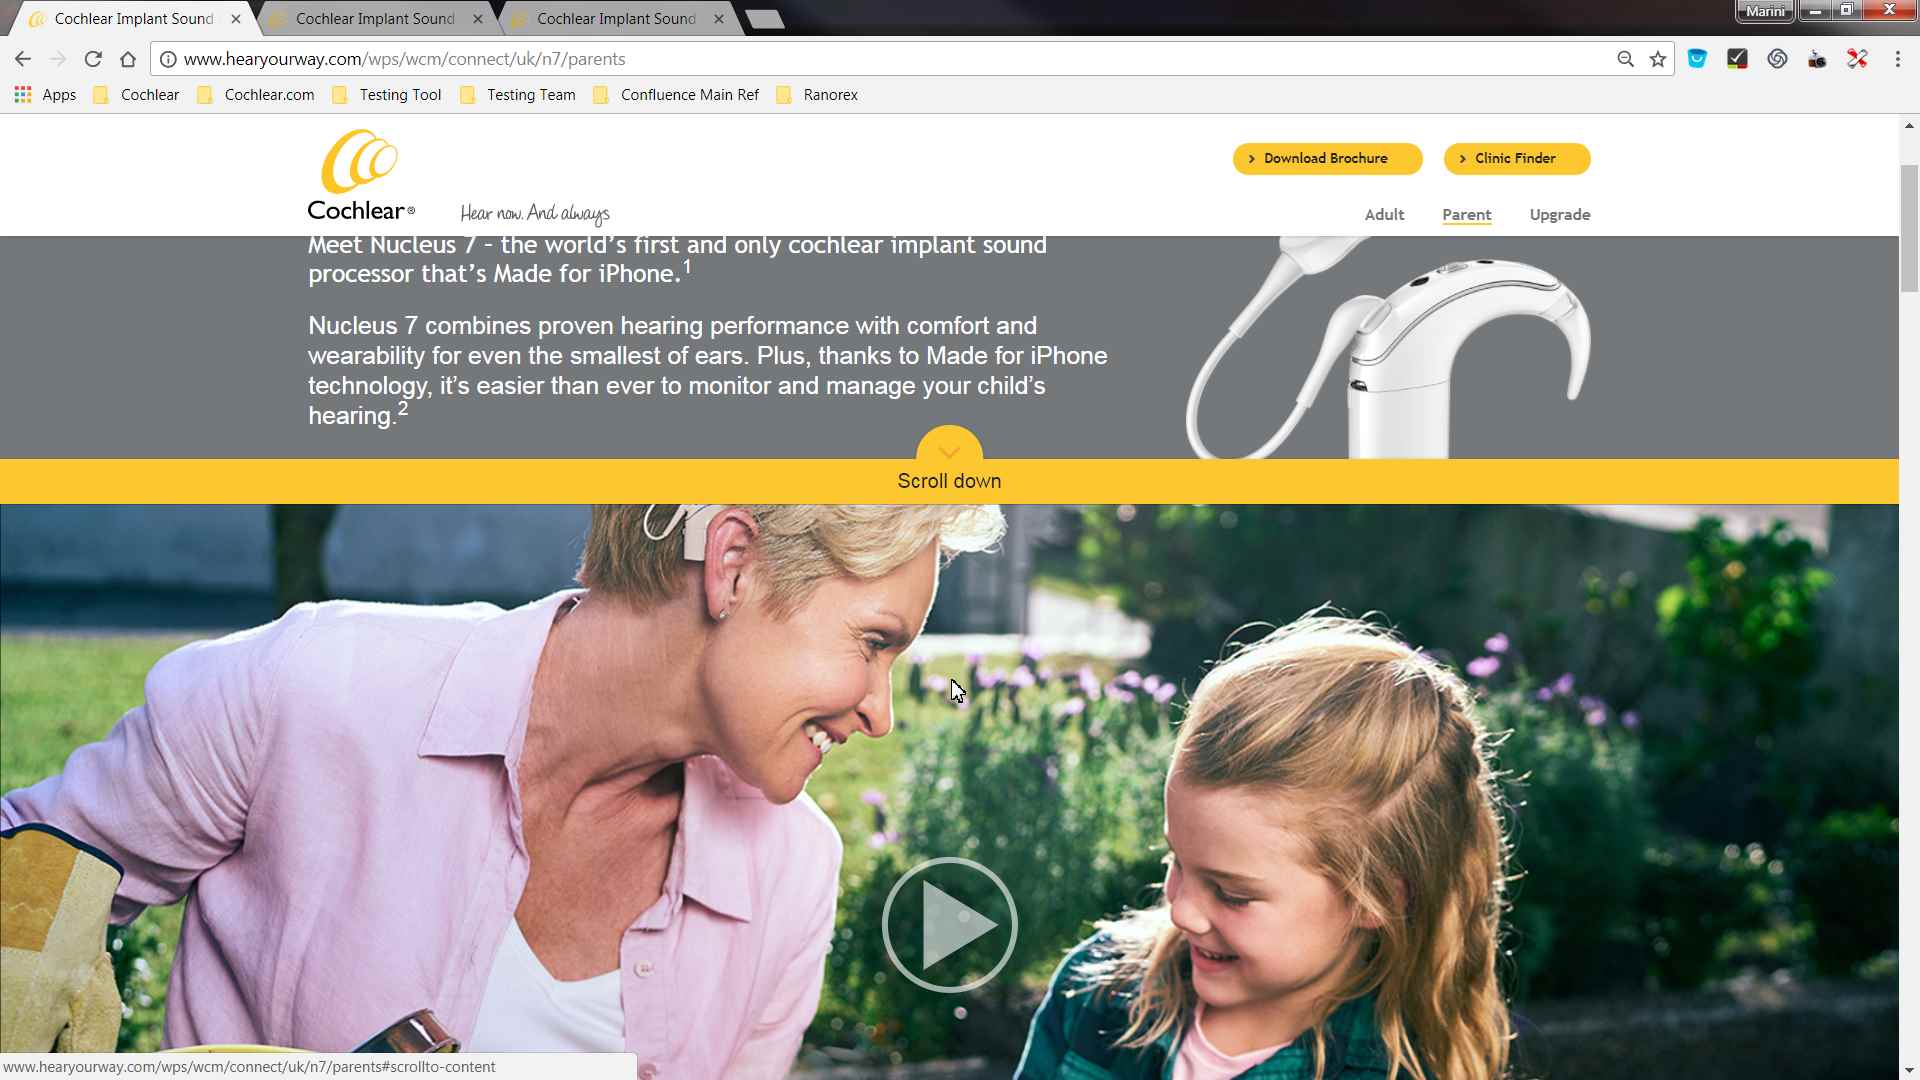 Cochlear Implant Sound
Cochlear Implant Sound
Cochlear Implant Sound
Marini
www.hearyourway.com/wps/wcm/connect/uk/n7/parents
Apps
Cochlear
Cochlear.com
Testing Tool
Testing Team
Confluence Main Ref
Ranorex
Download Brochure
Clinic Finder
Cochlear®
Hear now. And always
Adult
Parent
Upgrade
Meet Nucleus 7 – the world's first and only cochlear implant sound
processor that's Made for iPhone.1
Nucleus 7 combines proven hearing performance with comfort and
wearability for even the smallest of ears. Plus, thanks to Made for iPhone
technology, it's easier than ever to monitor and manage your child's
hearing.2
Scroll down
www.hearyourway.com/wps/wcm/connect/uk/n7/parents#scrollto-content